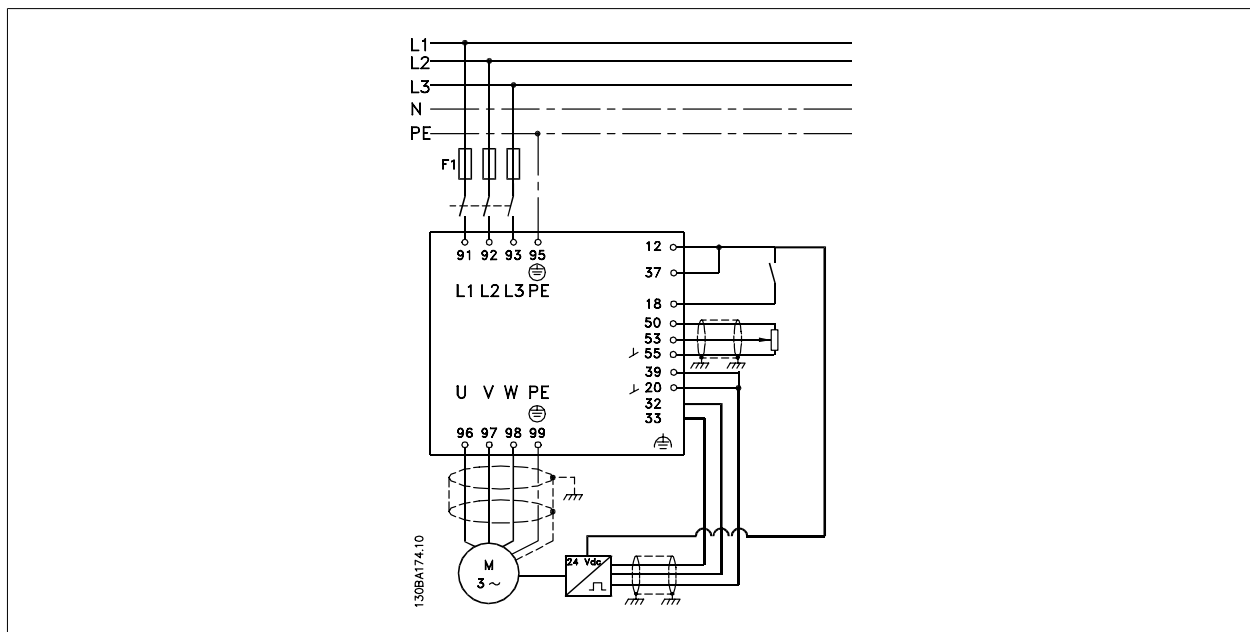 L1
L2
L3
N
PE
F1
91 92 93 95
L1 L2 L3 PE
12
37
18
50
53
55
39
20
32
33
U V W PE
96 97 98 99
M
3 ~
24 Vdc
130BA174.10